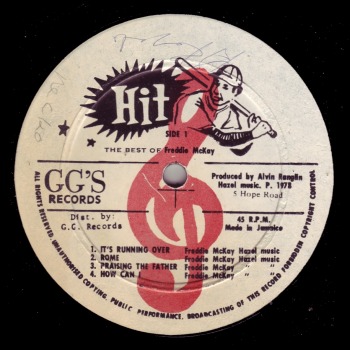 Hit
SIDE 1
THE BEST OF Freddie McKay
GG'S
RECORDS
Dist. by:
G.G. Records
Produced by Alvin Ranglin
Hazel music. P. 1978
5 Hope Road
45 R.P.M.
Made in Jamaica
1. IT'S RUNNING OVER Freddie McKay Hazel music
2. ROME Freddie McKay Hazel music
3. PRAISING THE FATHER Freddie McKay " "
4. HOW CAN I Freddie McKay " "
ALL RIGHTS RESERVED, UNAUTHORISED COPYING, PUBLIC PERFORMANCE, BROADCASTING OF THIS RECORD FORBIDDEN COPYRIGHT CONTROL